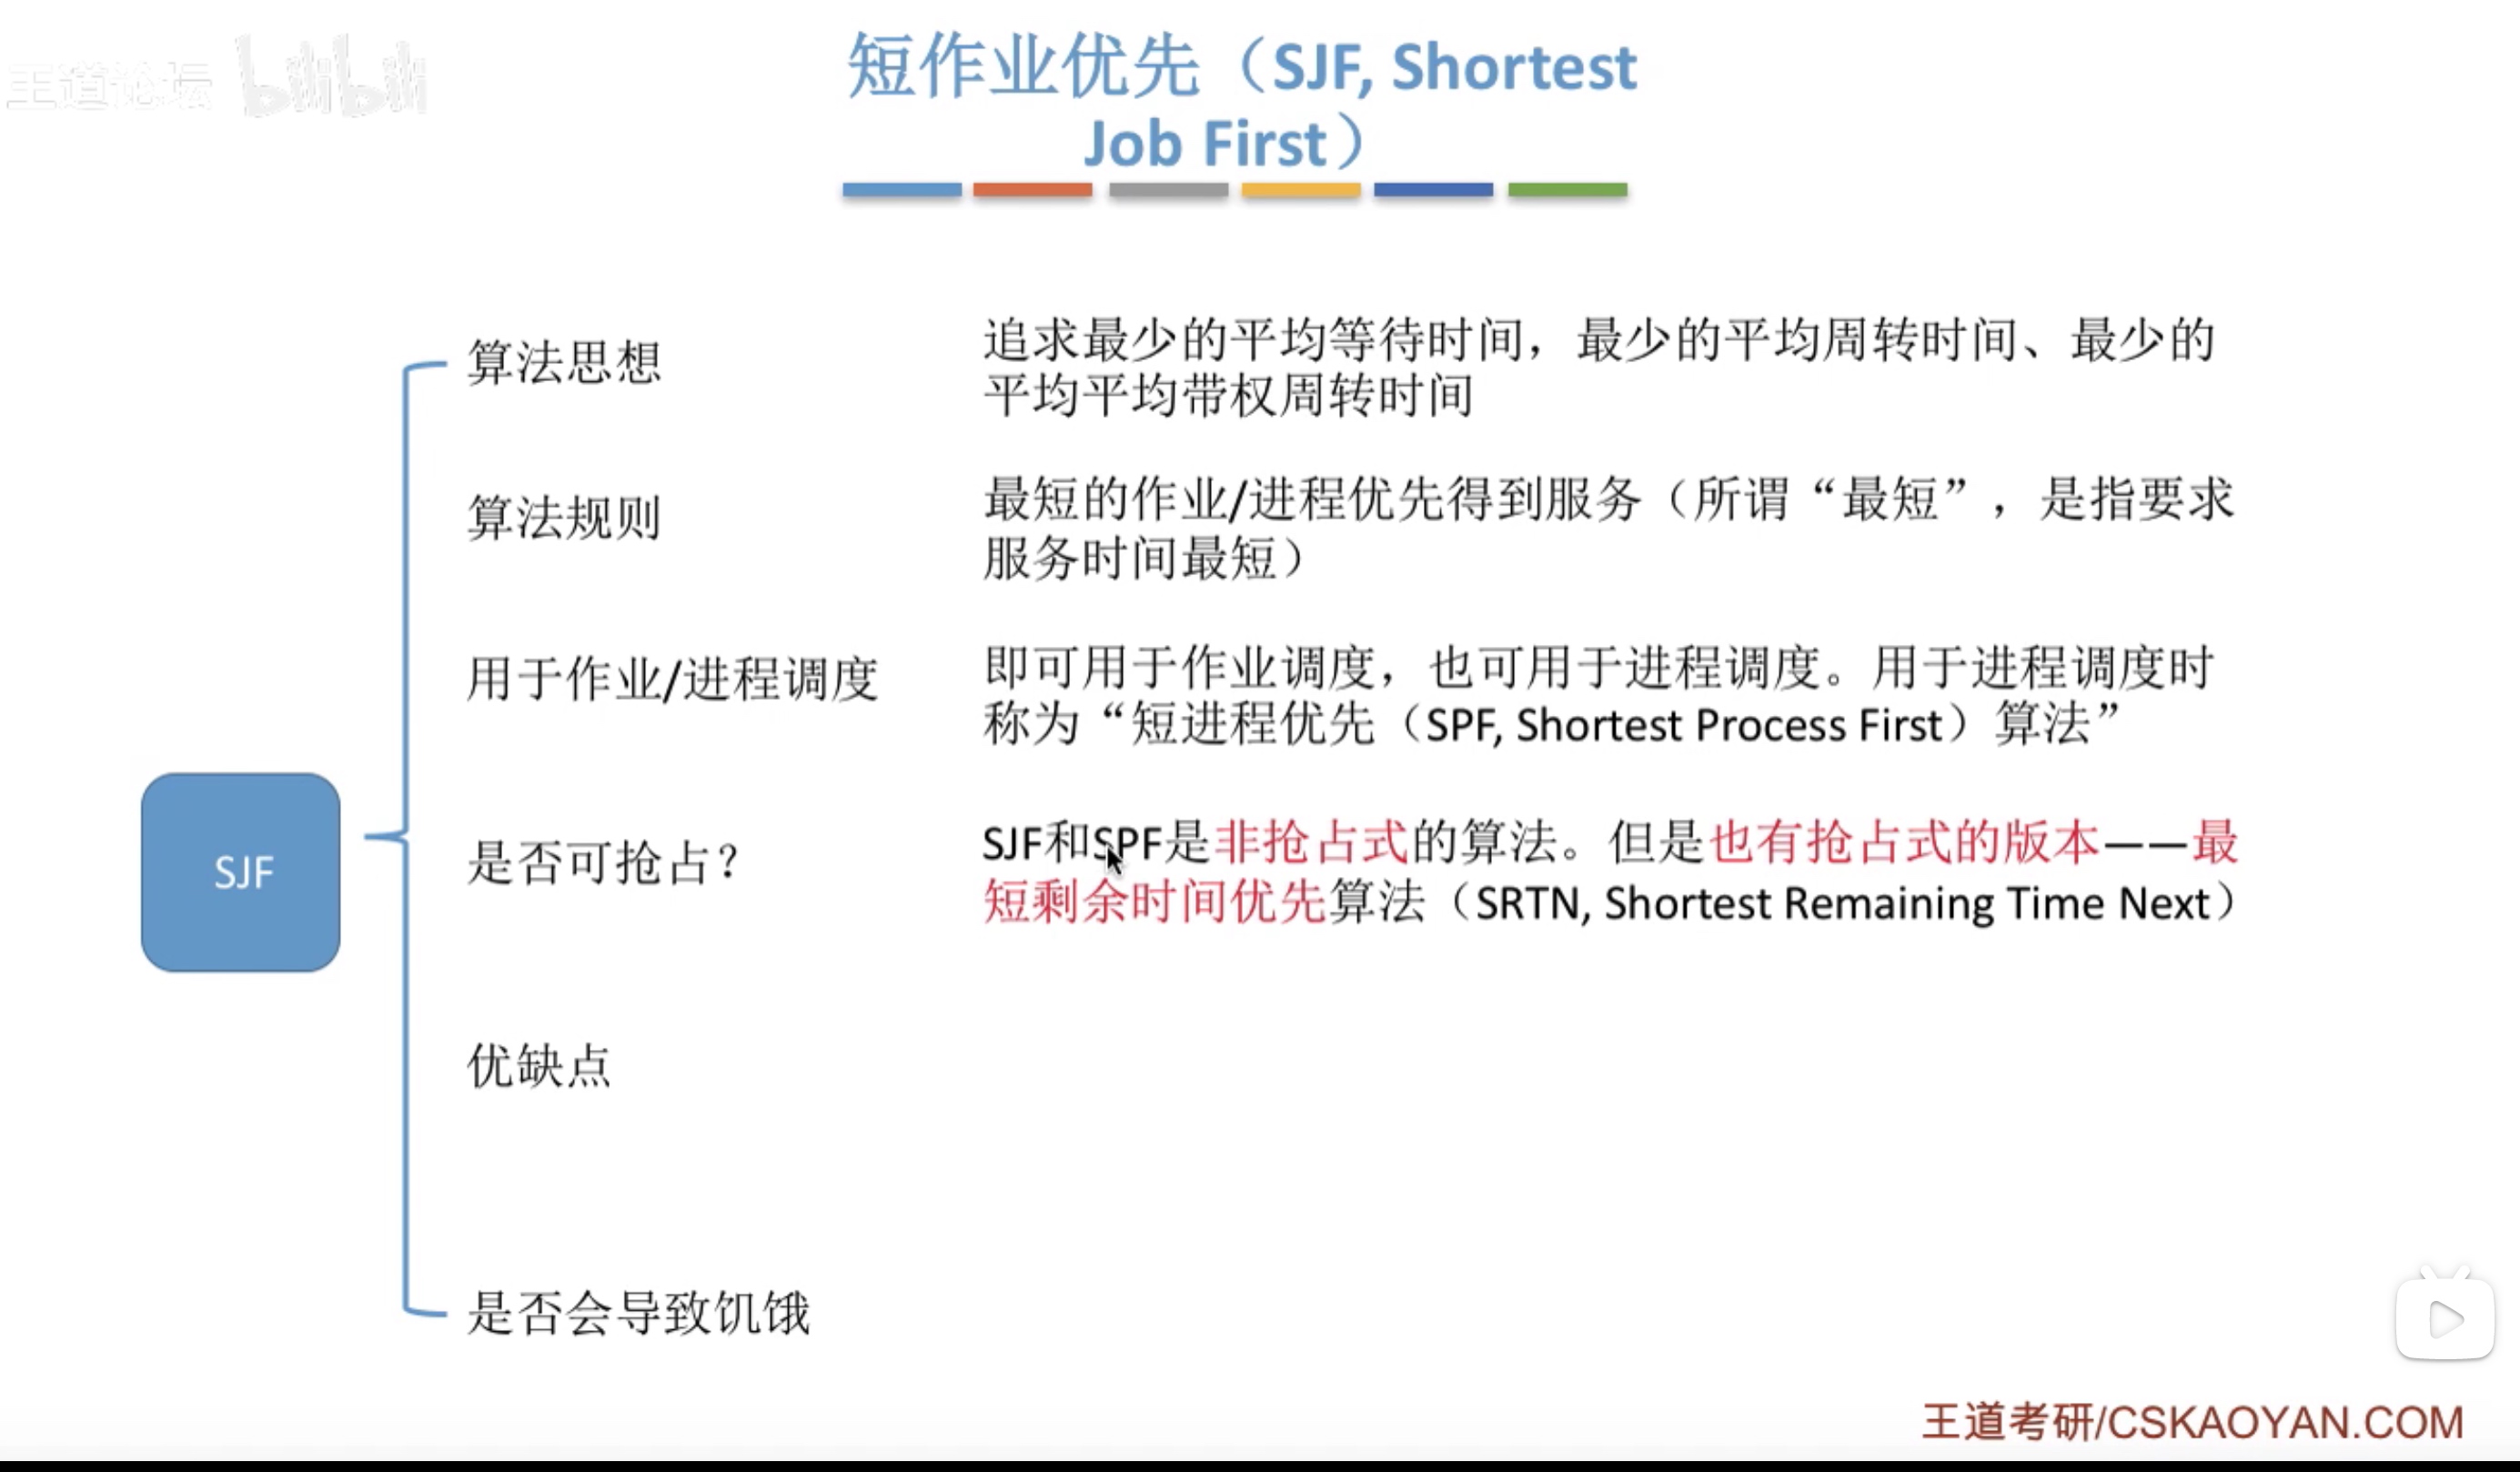 王道论坛 bilibili
短作业优先（SJF, Shortest
Job First）
算法思想
追求最少的平均等待时间，最少的平均周转时间、最少的
平均平均带权周转时间
算法规则
最短的作业/进程优先得到服务（所谓“最短”，是指要求
服务时间最短）
用于作业/进程调度
即可用于作业调度，也可用于进程调度。用于进程调度时
称为“短进程优先（SPF, Shortest Process First）算法”
SJF
是否可抢占？
SJF和SPF是非抢占式的算法。但是也有抢占式的版本——最
短剩余时间优先算法（SRTN, Shortest Remaining Time Next）
优缺点
是否会导致饥饿
王道考研/CSKAOYAN.COM